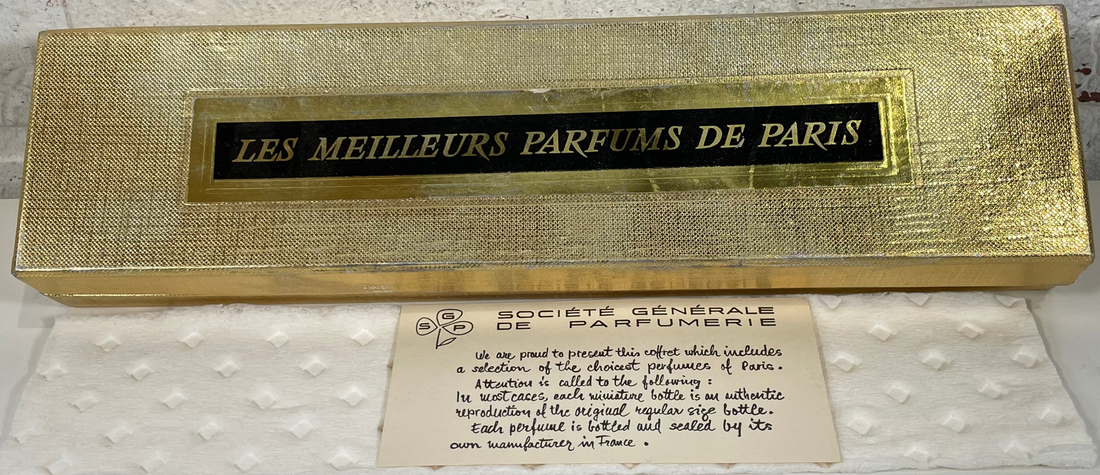 LES MEILLEURS PARFUMS DE PARIS
SGP
SOCIÉTÉ GÉNÉRALE
DE PARFUMERIE
We are proud to present this coffret which includes
a selection of the choicest perfumes of Paris.
Attention is called to the following :
In most cases, each miniature bottle is an authentic
reproduction of the original regular size bottle.
Each perfume is bottled and sealed by its
own manufacturer in France .